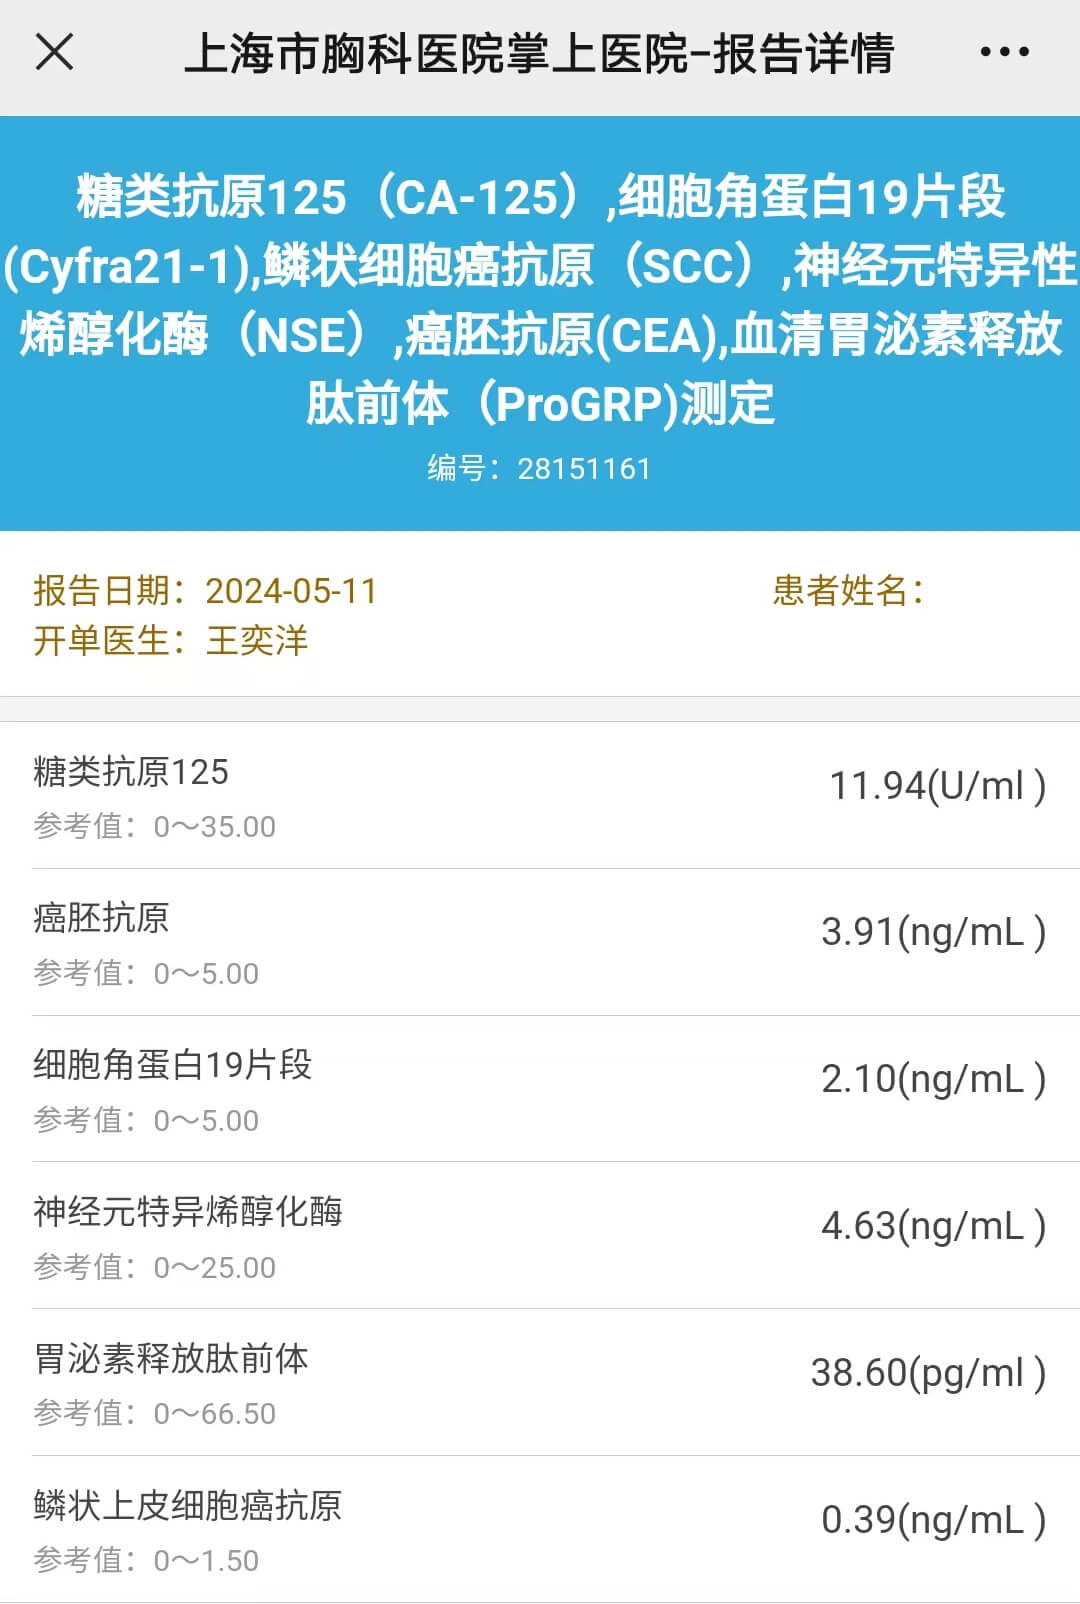 上海市胸科医院掌上医院-报告详情
糖类抗原125（CA-125）,细胞角蛋白19片段
(Cyfra21-1),鳞状细胞癌抗原（SCC）,神经元特异性
烯醇化酶（NSE）,癌胚抗原(CEA),血清胃泌素释放
肽前体（ProGRP)测定
编号：28151161
报告日期：2024-05-11 患者姓名：
开单医生：王奕洋
糖类抗原125
11.94(U/ml )
参考值：0～35.00
癌胚抗原
3.91(ng/mL )
参考值：0～5.00
细胞角蛋白19片段
2.10(ng/mL )
参考值：0～5.00
神经元特异烯醇化酶
4.63(ng/mL )
参考值：0～25.00
胃泌素释放肽前体
38.60(pg/ml )
参考值：0～66.50
鳞状上皮细胞癌抗原
0.39(ng/mL )
参考值：0～1.50